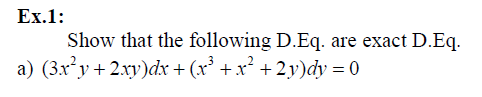 Ex.1:
Show that the following D.Eq. are exact D.Eq.
a) (3x²y + 2xy)dx + (x³ + x² + 2y)dy = 0